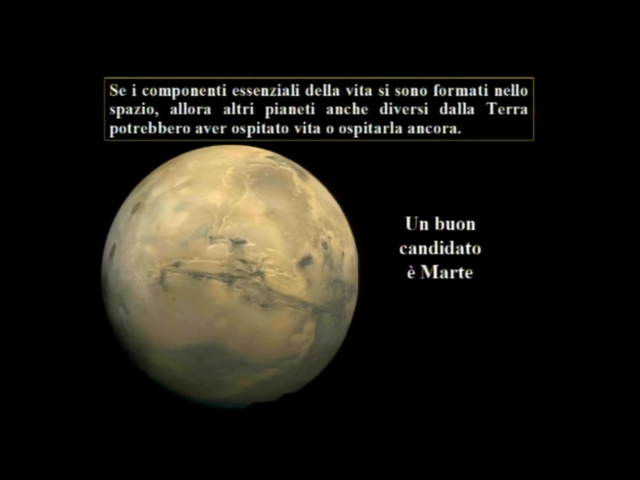 Se i componenti essenziali della vita si sono formati nello
spazio, allora altri pianeti anche diversi dalla Terra
potrebbero aver ospitato vita o ospitarla ancora.
Un buon
candidato
è Marte